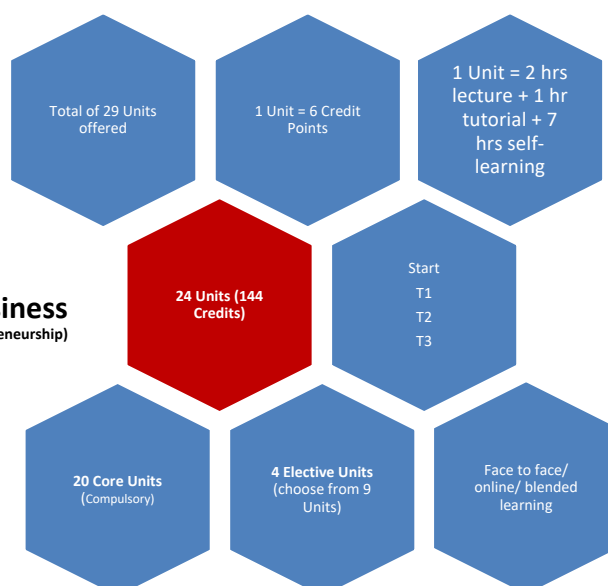 Total of 29 Units
offered
1 Unit = 6 Credit
Points
1 Unit = 2 hrs
lecture + 1 hr
tutorial + 7
hrs self-
learning
iness
eneurship)
24 Units (144
Credits)
Start
T1
T2
T3
20 Core Units
(Compulsory)
4 Elective Units
(choose from 9
Units)
Face to face/
online/ blended
learning